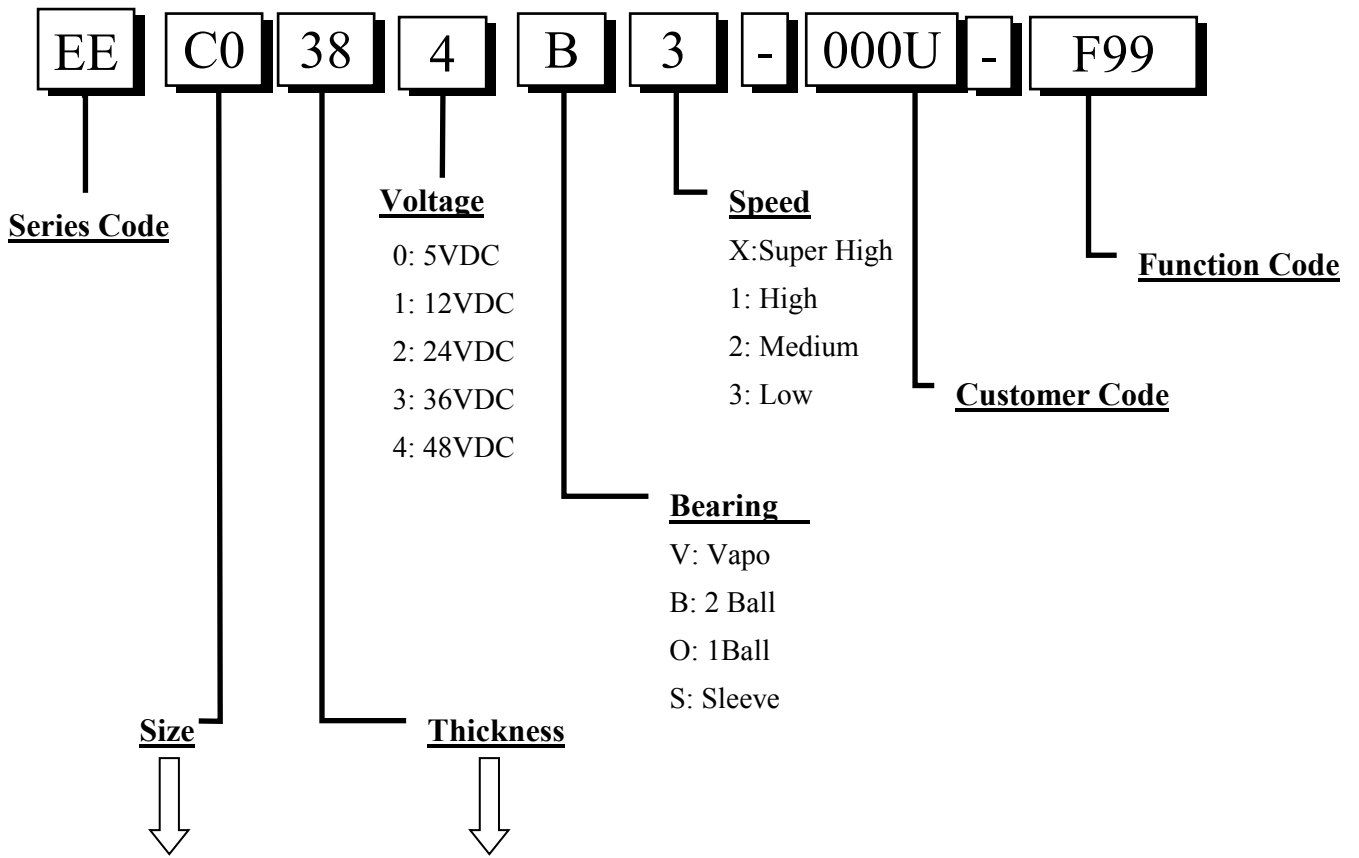 EE C0 38 4 B 3 - 000U - F99
Series Code
Voltage
0: 5VDC
1: 12VDC
2: 24VDC
3: 36VDC
4: 48VDC
Speed
X:Super High
1: High
2: Medium
3: Low
Function Code
Customer Code
Bearing
V: Vapo
B: 2 Ball
O: 1Ball
S: Sleeve
Size
Thickness